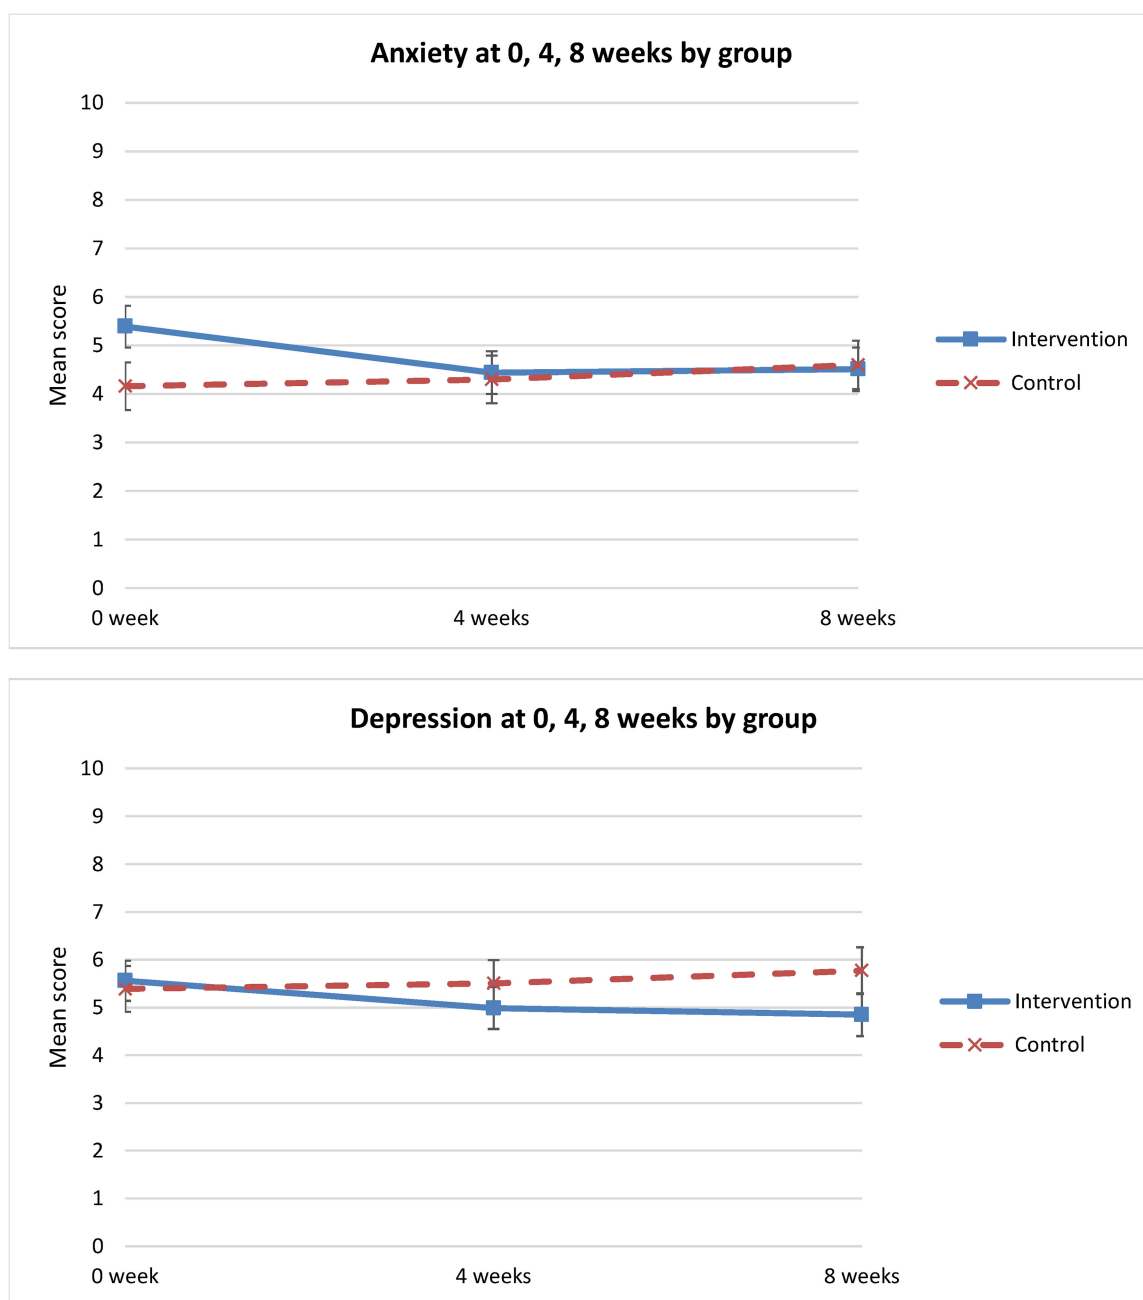 Anxiety at 0, 4, 8 weeks by group
10
9
8
7
6
5
4
3
2
1
0
Mean score
0 week 4 weeks 8 weeks
Intervention
Control
Depression at 0, 4, 8 weeks by group
10
9
8
7
6
5
4
3
2
1
0
Mean score
0 week 4 weeks 8 weeks
Intervention
Control